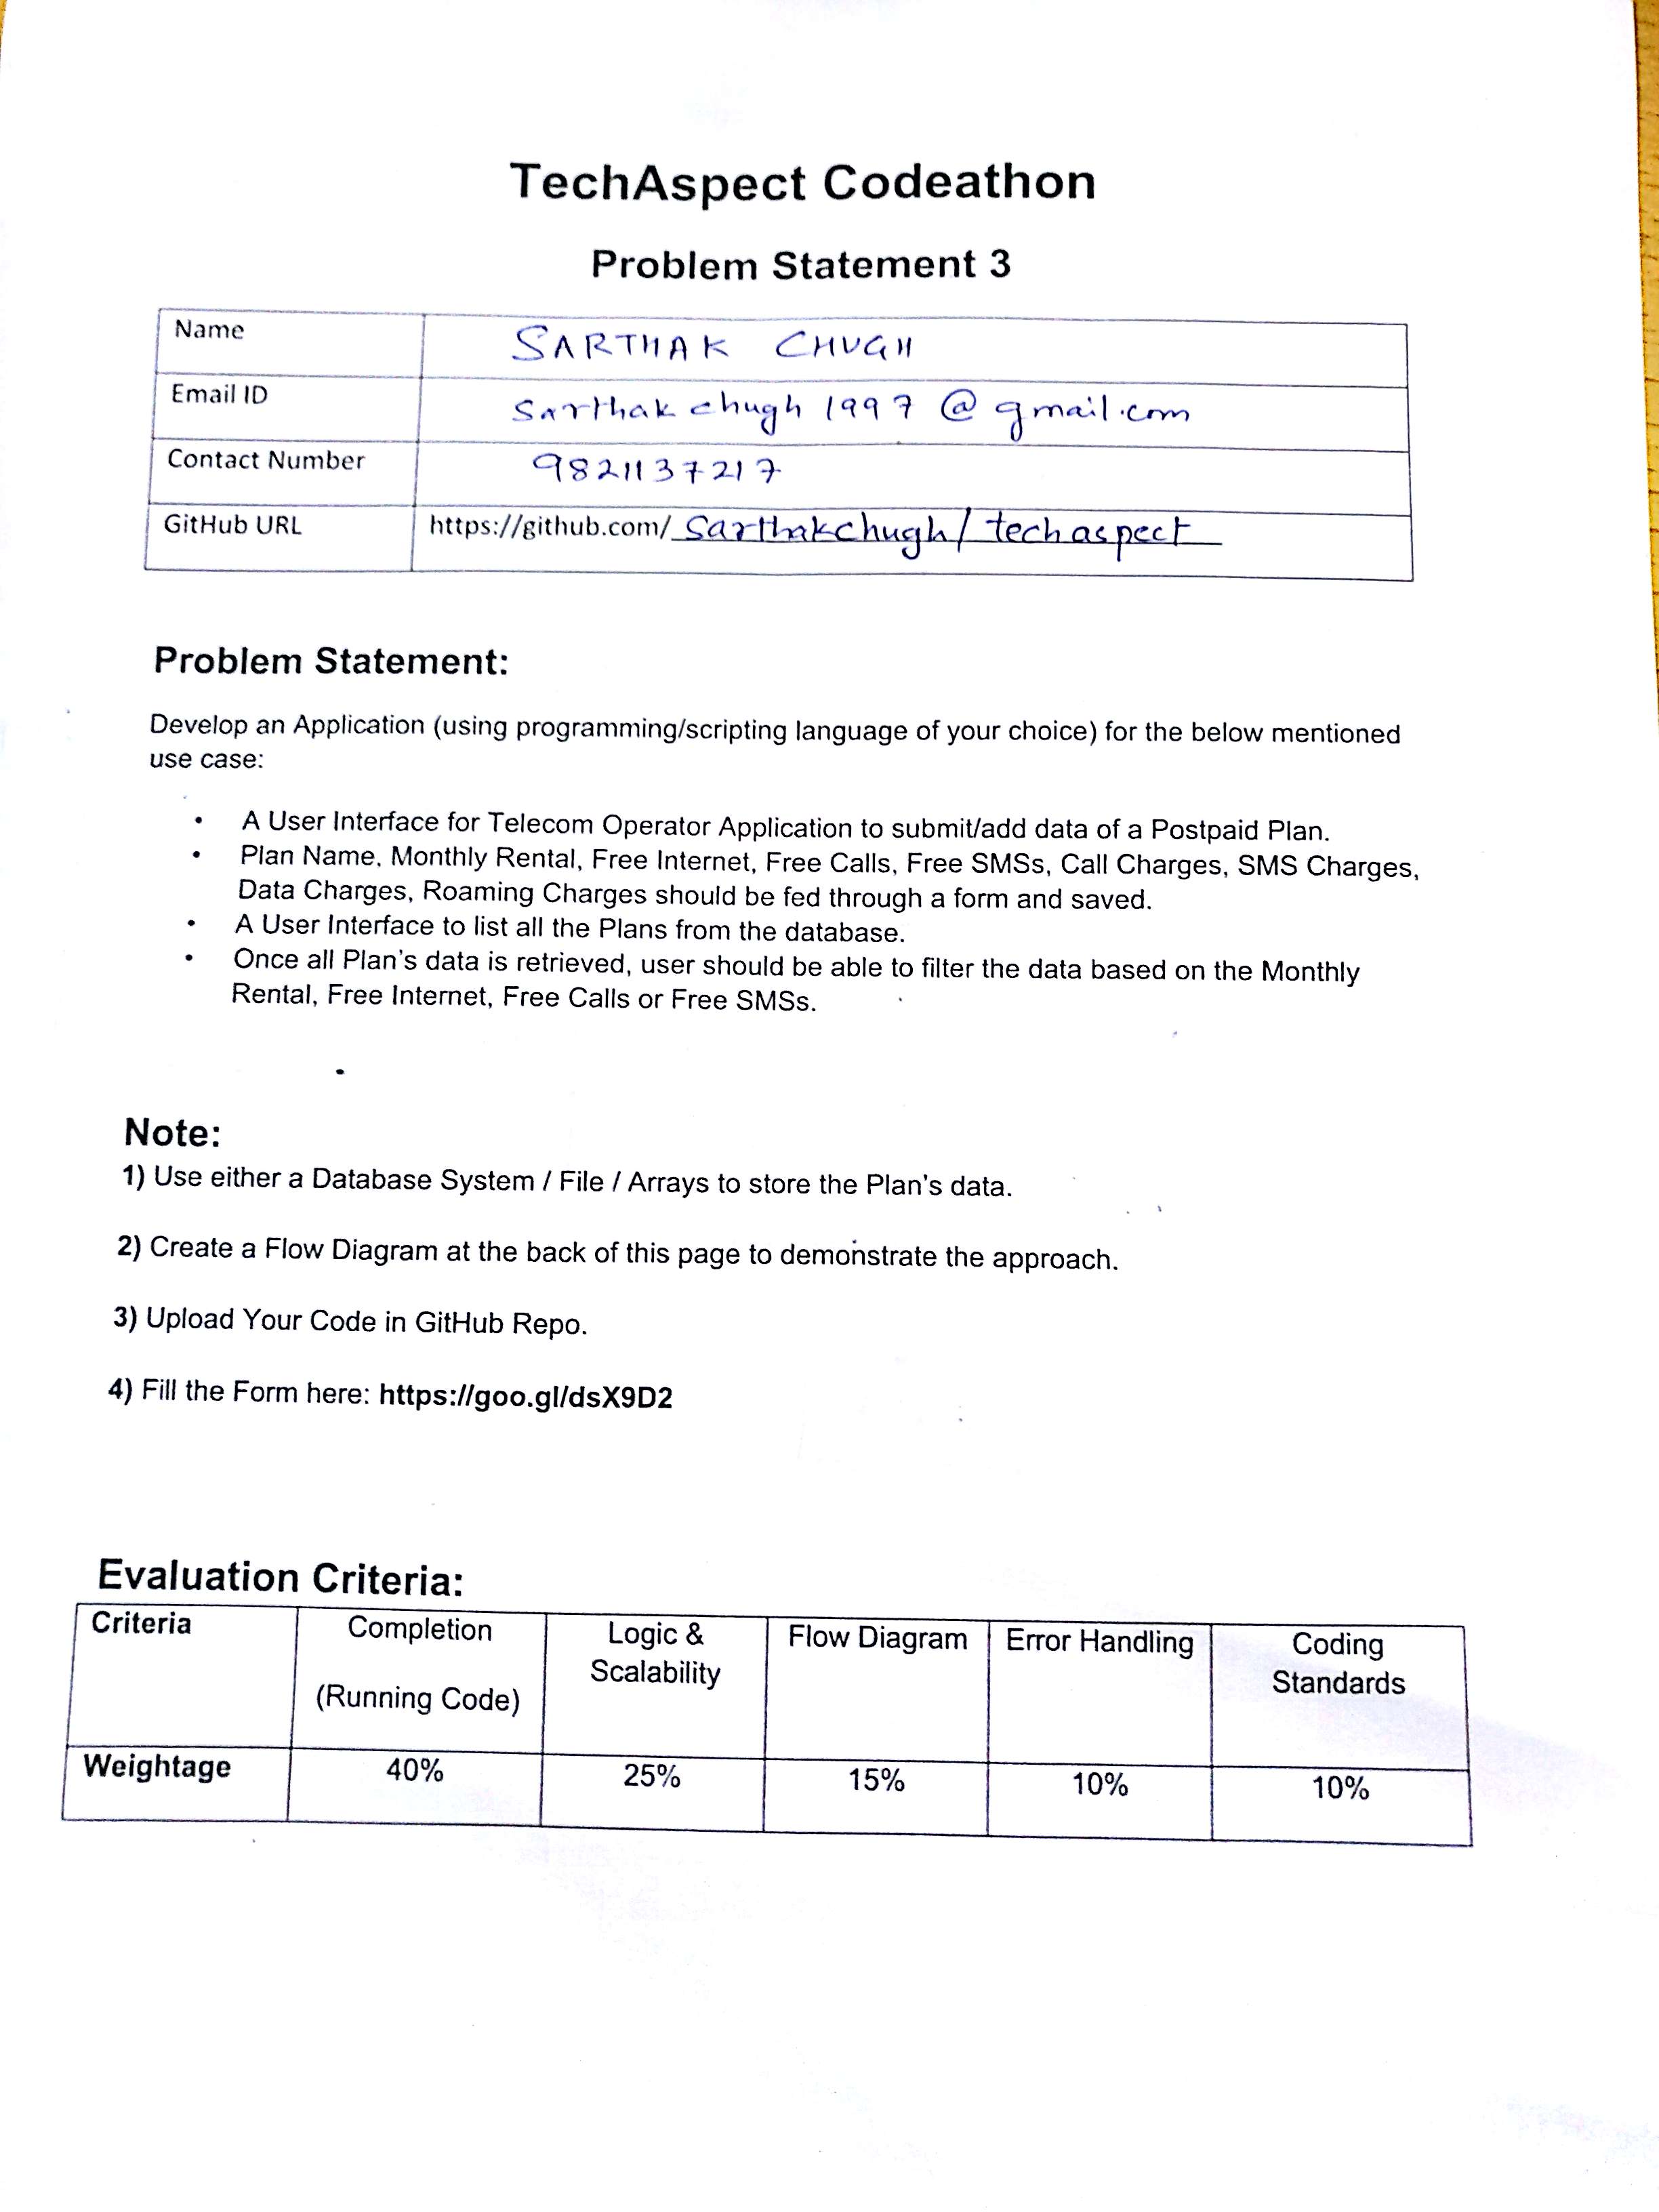 TechAspect Codeathon
Problem Statement 3
Name SARTHAK CHUGH
Email ID sarthakchugh1997@gmail.com
Contact Number 9821137217
GitHub URL https://github.com/ sarthakchugh/techaspect
Problem Statement:
Develop an Application (using programming/scripting language of your choice) for the below mentioned
use case:
• A User Interface for Telecom Operator Application to submit/add data of a Postpaid Plan.
• Plan Name, Monthly Rental, Free Internet, Free Calls, Free SMSs, Call Charges, SMS Charges,
Data Charges, Roaming Charges should be fed through a form and saved.
• A User Interface to list all the Plans from the database.
• Once all Plan's data is retrieved, user should be able to filter the data based on the Monthly
Rental, Free Internet, Free Calls or Free SMSs.
Note:
1) Use either a Database System / File / Arrays to store the Plan's data.
2) Create a Flow Diagram at the back of this page to demonstrate the approach.
3) Upload Your Code in GitHub Repo.
4) Fill the Form here: https://goo.gl/dsX9D2
Evaluation Criteria:
Criteria Completion Logic & Flow Diagram Error Handling Coding
Scalability Standards
(Running Code)
Weightage 40% 25% 15% 10% 10%